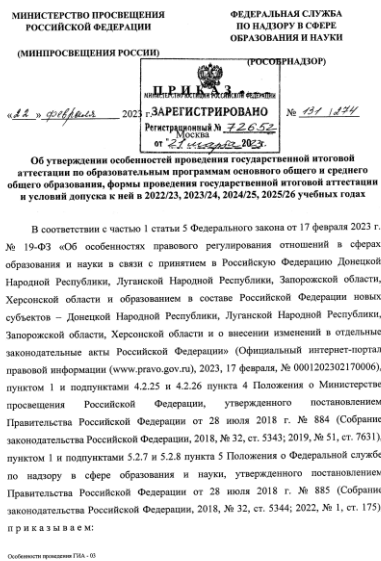 МИНИСТЕРСТВО ПРОСВЕЩЕНИЯ
РОССИЙСКОЙ ФЕДЕРАЦИИ
(МИНПРОСВЕЩЕНИЯ РОССИИ)
ФЕДЕРАЛЬНАЯ СЛУЖБА
ПО НАДЗОРУ В СФЕРЕ
ОБРАЗОВАНИЯ И НАУКИ
(РОСОБРНАДЗОР)
П Р И К А З
МИНИСТЕРСТВО ЮСТИЦИИ РОССИЙСКОЙ ФЕДЕРАЦИИ
ЗАРЕГИСТРИРОВАНО
Регистрационный № 72652
от "21 марта 2023г.
«22» февраля 2023 г.
Москва
№ 131/274
Об утверждении особенностей проведения государственной итоговой
аттестации по образовательным программам основного общего и среднего
общего образования, формы проведения государственной итоговой аттестации
и условий допуска к ней в 2022/23, 2023/24, 2024/25, 2025/26 учебных годах
В соответствии с частью 1 статьи 5 Федерального закона от 17 февраля 2023 г.
№ 19-ФЗ «Об особенностях правового регулирования отношений в сферах
образования и науки в связи с принятием в Российскую Федерацию Донецкой
Народной Республики, Луганской Народной Республики, Запорожской области,
Херсонской области и образованием в составе Российской Федерации новых
субъектов – Донецкой Народной Республики, Луганской Народной Республики,
Запорожской области, Херсонской области и о внесении изменений в отдельные
законодательные акты Российской Федерации» (Официальный интернет-портал
правовой информации (www.pravo.gov.ru), 2023, 17 февраля, № 0001202302170006),
пунктом 1 и подпунктами 4.2.25 и 4.2.26 пункта 4 Положения о Министерстве
просвещения Российской Федерации, утвержденного постановлением
Правительства Российской Федерации от 28 июля 2018 г. № 884 (Собрание
законодательства Российской Федерации, 2018, № 32, ст. 5343; 2019, № 51, ст. 7631),
пунктом 1 и подпунктами 5.2.7 и 5.2.8 пункта 5 Положения о Федеральной службе
по надзору в сфере образования и науки, утвержденного постановлением
Правительства Российской Федерации от 28 июля 2018 г. № 885 (Собрание
законодательства Российской Федерации, 2018, № 32, ст. 5344; 2022, № 1, ст. 175)
п р и к а з ы в а е м:
Особенности проведения ГИА - 03